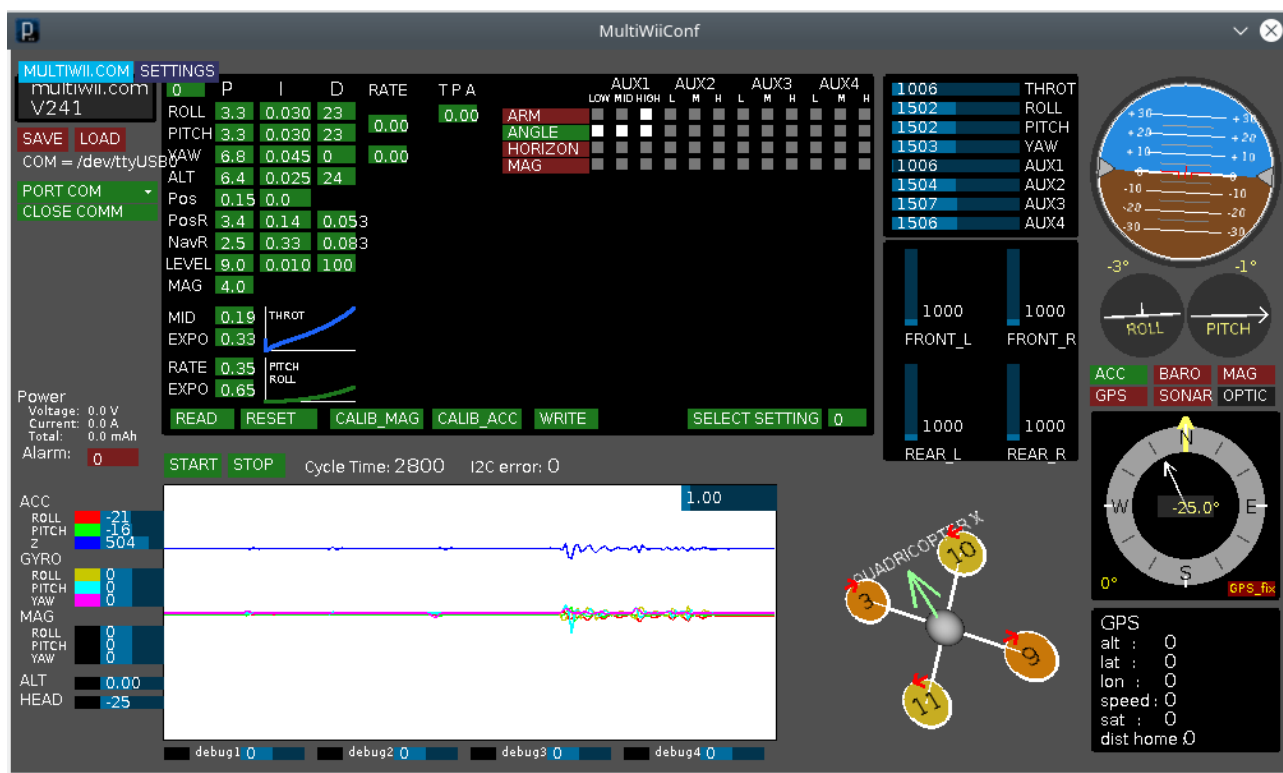 MultiWiiConf
MULTIWII.COM SETTINGS
multiwii.com
V241
SAVE LOAD
COM = /dev/ttyUSB0
PORT COM
CLOSE COMM
0 P I D RATE T P A
ROLL 3.3 0.030 23
PITCH 3.3 0.030 23
0.00
0.00
YAW 6.8 0.045 0 0.00
ALT 6.4 0.025 24
Pos 0.15 0.0
PosR 3.4 0.14 0.053
NavR 2.5 0.33 0.083
LEVEL 9.0 0.010 100
MAG 4.0
MID 0.19 THROT
EXPO 0.33
RATE 0.35 PITCH
ROLL
EXPO 0.65
AUX1 AUX2 AUX3 AUX4
LOW MID HIGH L M H L M H L M H
ARM
ANGLE
HORIZON
MAG
READ RESET CALIB_MAG CALIB_ACC WRITE SELECT SETTING 0
1006 THROT
1502 ROLL
1502 PITCH
1503 YAW
1006 AUX1
1504 AUX2
1507 AUX3
1506 AUX4
1000 1000
FRONT_L FRONT_R
1000 1000
REAR_L REAR_R
+30 +30
+20 +20
+10 +10
0 0
-10 -10
-20 -20
-30 -30
-3° -1°
ROLL PITCH
ACC BARO MAG
GPS SONAR OPTIC
N
W -25.0° E
S
0° GPS_fix
GPS
alt : 0
lat : 0
lon : 0
speed : 0
sat : 0
dist home : 0
Power
Voltage: 0.0 V
Current: 0.0 A
Total: 0.0 mAh
Alarm: 0
START STOP Cycle Time: 2800 I2C error: 0
1.00
ACC
ROLL -21
PITCH -16
Z 504
GYRO
ROLL 0
PITCH 0
YAW 0
MAG
ROLL 0
PITCH 0
YAW 0
ALT 0.00
HEAD -25
debug1 0 debug2 0 debug3 0 debug4 0
QUADRICOPTER X
10
3
9
11